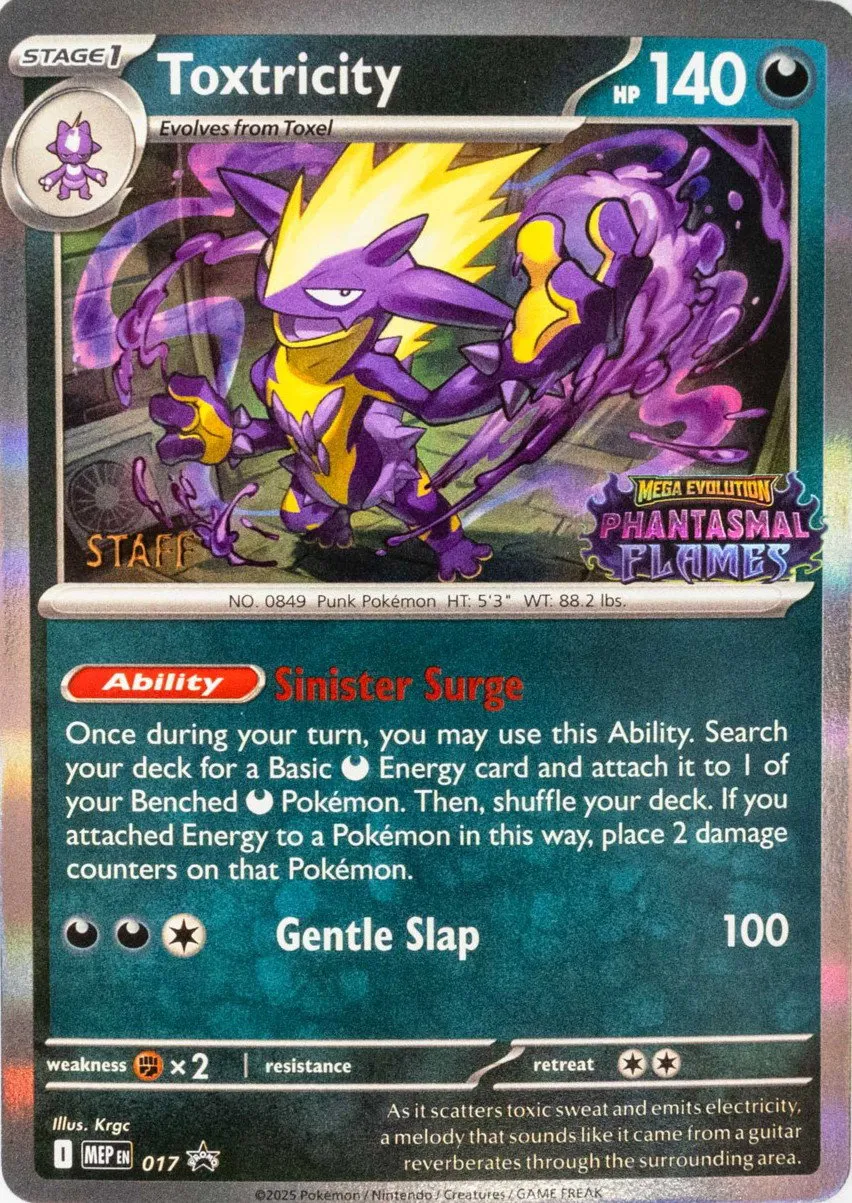 STAGE 1
Toxtricity
HP 140
Evolves from Toxel
MEGA EVOLUTION
PHANTASMAL
FLAMES
STAFF
NO. 0849 Punk Pokémon HT: 5'3" WT: 88.2 lbs.
Ability Sinister Surge
Once during your turn, you may use this Ability. Search
your deck for a Basic Energy card and attach it to 1 of
your Benched Pokémon. Then, shuffle your deck. If you
attached Energy to a Pokémon in this way, place 2 damage
counters on that Pokémon.
Gentle Slap 100
weakness ×2 resistance retreat
Illus. Krgc
I MEP EN 017 PROMO
As it scatters toxic sweat and emits electricity,
a melody that sounds like it came from a guitar
reverberates through the surrounding area.
©2025 Pokémon / Nintendo / Creatures / GAME FREAK